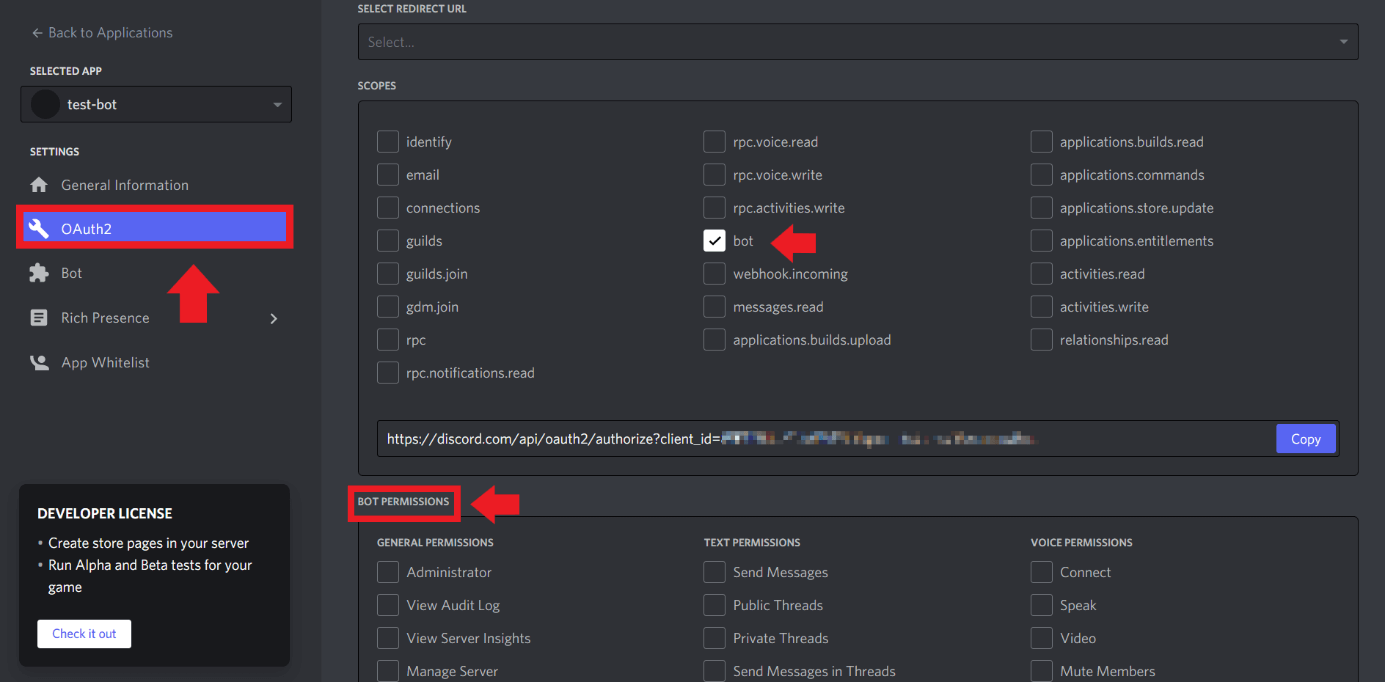 Back to Applications
SELECTED APP
test-bot
SETTINGS
General Information
OAuth2
Bot
Rich Presence
App Whitelist
DEVELOPER LICENSE
• Create store pages in your server
• Run Alpha and Beta tests for your
game
Check it out
SELECT REDIRECT URL
Select...
SCOPES
identify
email
connections
guilds
guilds.join
gdm.join
rpc
rpc.notifications.read
rpc.voice.read
rpc.voice.write
rpc.activities.write
bot
webhook.incoming
messages.read
applications.builds.upload
applications.builds.read
applications.commands
applications.store.update
applications.entitlements
activities.read
activities.write
relationships.read
https://discord.com/api/oauth2/authorize?client_id=
Copy
BOT PERMISSIONS
GENERAL PERMISSIONS
Administrator
View Audit Log
View Server Insights
Manage Server
TEXT PERMISSIONS
Send Messages
Public Threads
Private Threads
Send Messages in Threads
VOICE PERMISSIONS
Connect
Speak
Video
Mute Members